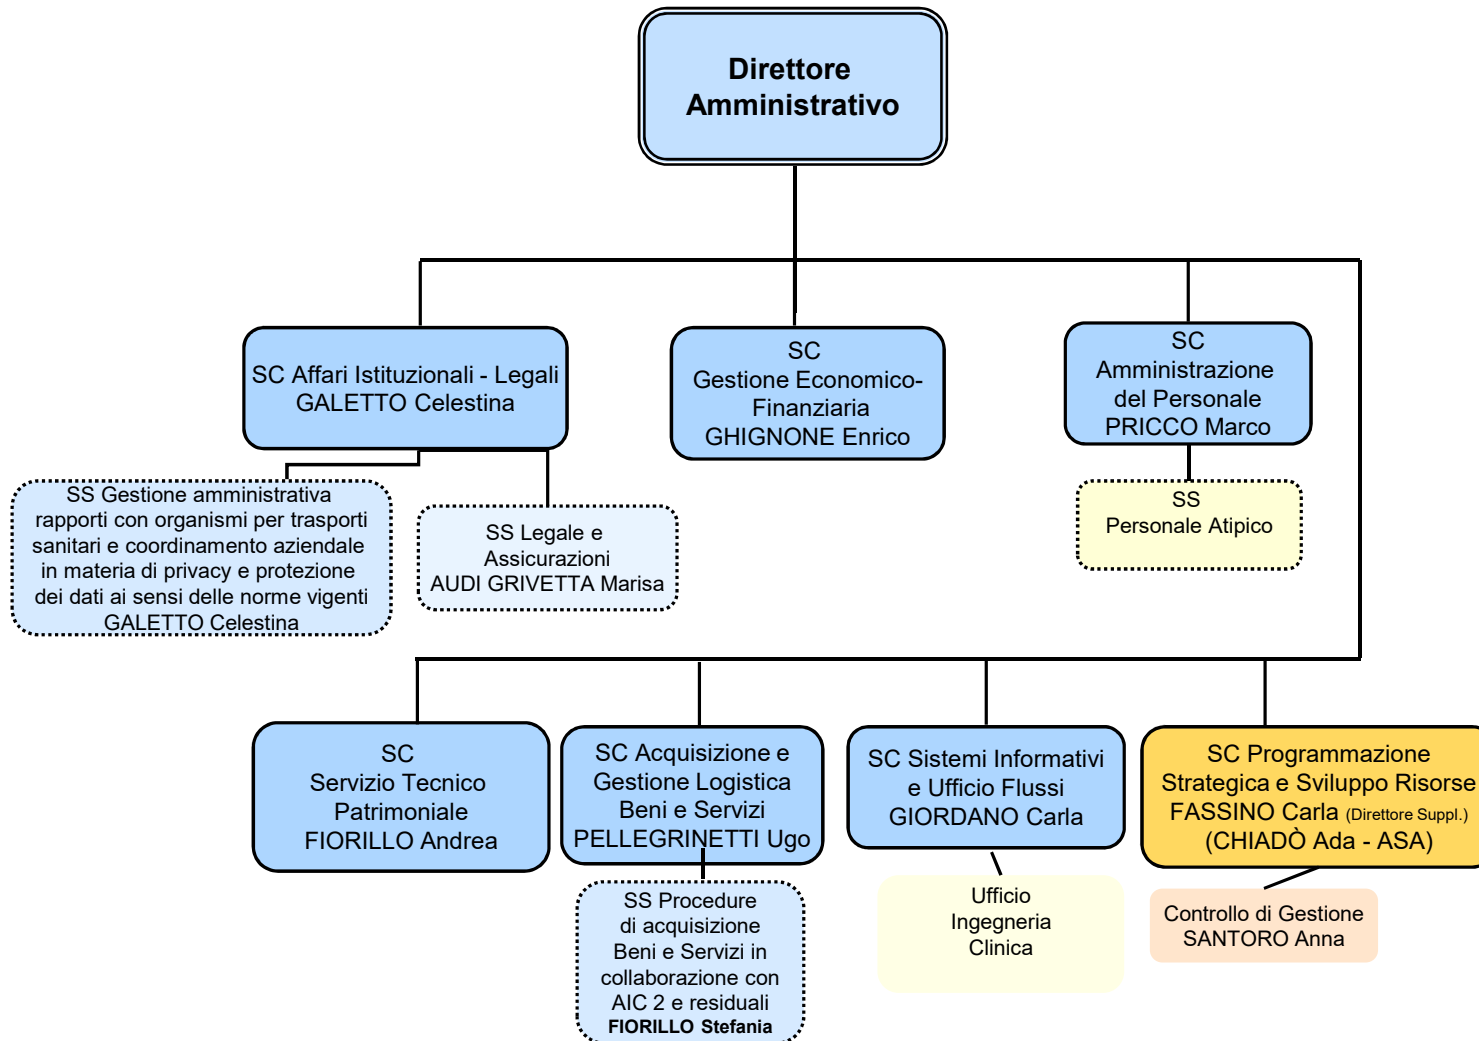 Direttore
Amministrativo
SC Affari Istituzionali - Legali
GALETTO Celestina
SC
Gestione Economico-
Finanziaria
GHIGNONE Enrico
SC
Amministrazione
del Personale
PRICCO Marco
SS Gestione amministrativa
rapporti con organismi per trasporti
sanitari e coordinamento aziendale
in materia di privacy e protezione
dei dati ai sensi delle norme vigenti
GALETTO Celestina
SS Legale e
Assicurazioni
AUDI GRIVETTA Marisa
SS
Personale Atipico
SC
Servizio Tecnico
Patrimoniale
FIORILLO Andrea
SC Acquisizione e
Gestione Logistica
Beni e Servizi
PELLEGRINETTI Ugo
SC Sistemi Informativi
e Ufficio Flussi
GIORDANO Carla
SC Programmazione
Strategica e Sviluppo Risorse
FASSINO Carla (Direttore Suppl.)
(CHIADÒ Ada - ASA)
SS Procedure
di acquisizione
Beni e Servizi in
collaborazione con
AIC 2 e residuali
FIORILLO Stefania
Ufficio
Ingegneria
Clinica
Controllo di Gestione
SANTORO Anna